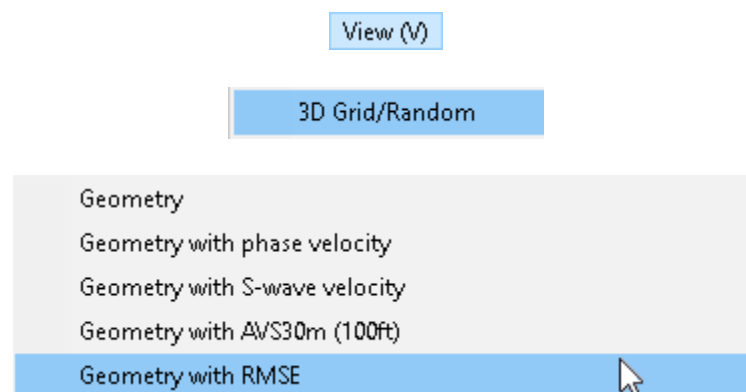 View (V)
3D Grid/Random
Geometry
Geometry with phase velocity
Geometry with S-wave velocity
Geometry with AVS30m (100ft)
Geometry with RMSE